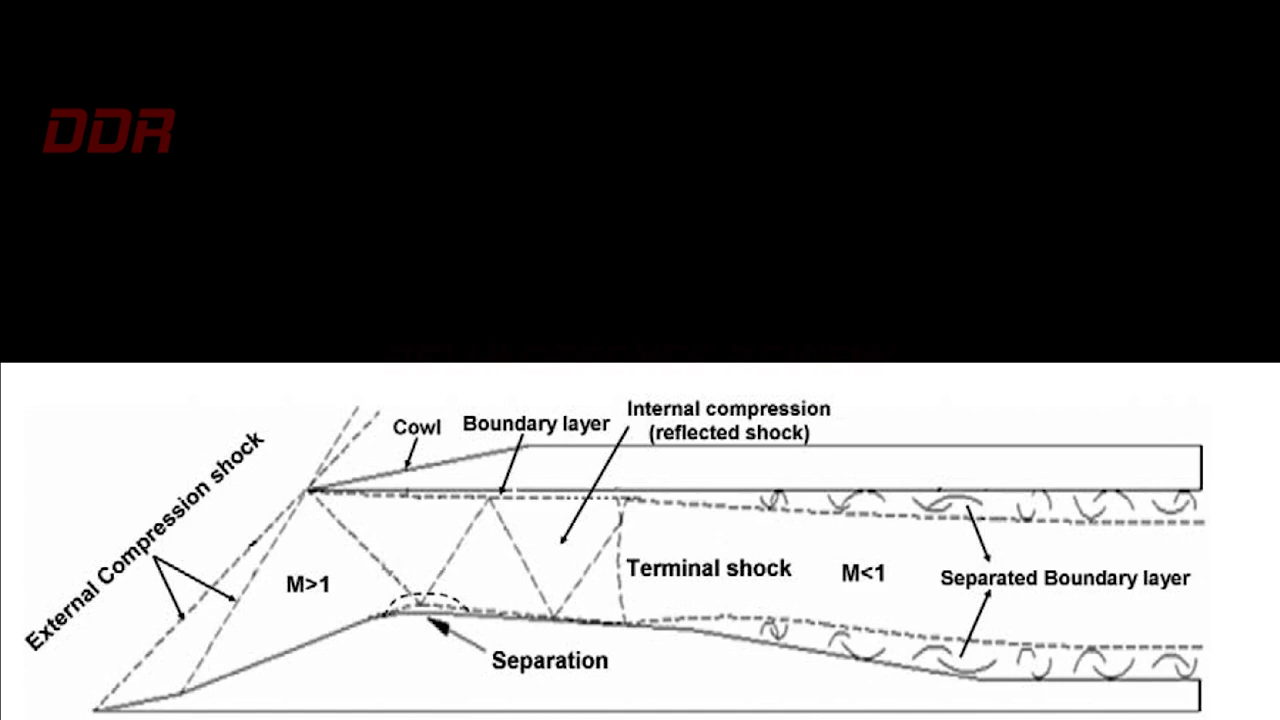 DDR
Internal compression
(reflected shock)
Cowl
Boundary layer
External Compression shock
M>1
Terminal shock
M<1
Separated Boundary layer
Separation